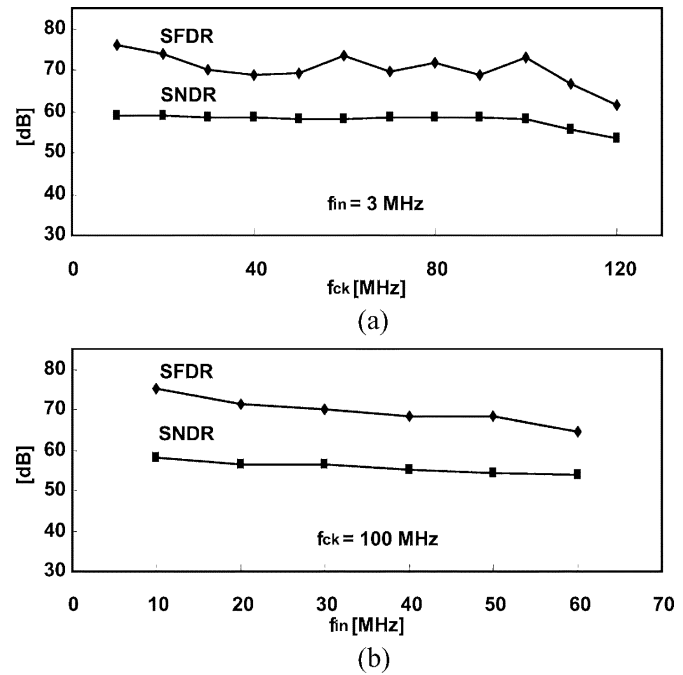 80
SFDR
70
SNDR
60
[dB]
50
40
fin = 3 MHz
30
0 40 80 120
fck [MHz]
(a)
80
SFDR
70
SNDR
60
[dB]
50
40
fck = 100 MHz
30
0 10 20 30 40 50 60 70
fin [MHz]
(b)